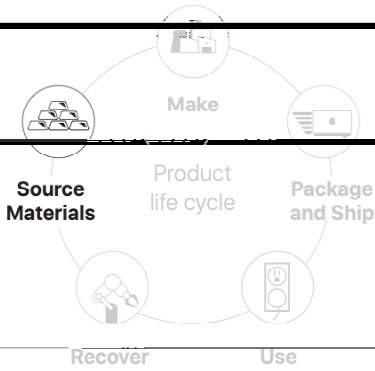 Make
Product
life cycle
Source
Materials
Package
and Ship
Recover
Use